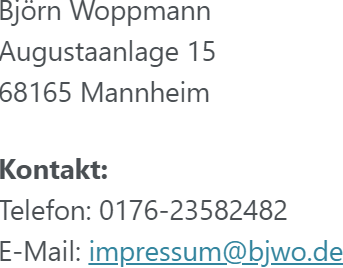 Björn Woppmann
Augustaanlage 15
68165 Mannheim
Kontakt:
Telefon: 0176-23582482
E-Mail: impressum@bjwo.de